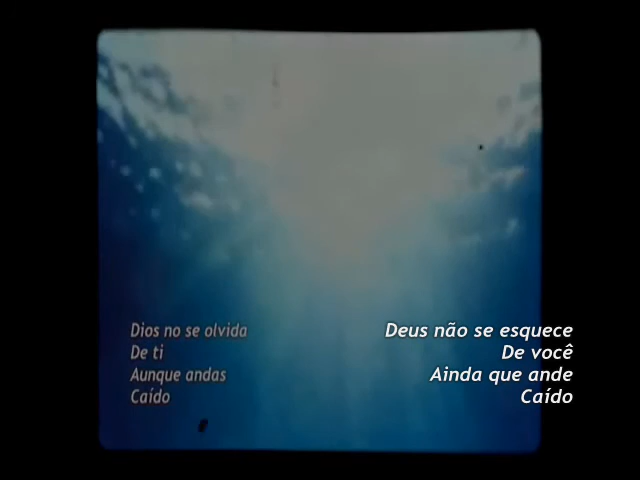 Dios no se olvida
De ti
Aunque andas
Caído
Deus não se esquece
De você
Ainda que ande
Caído